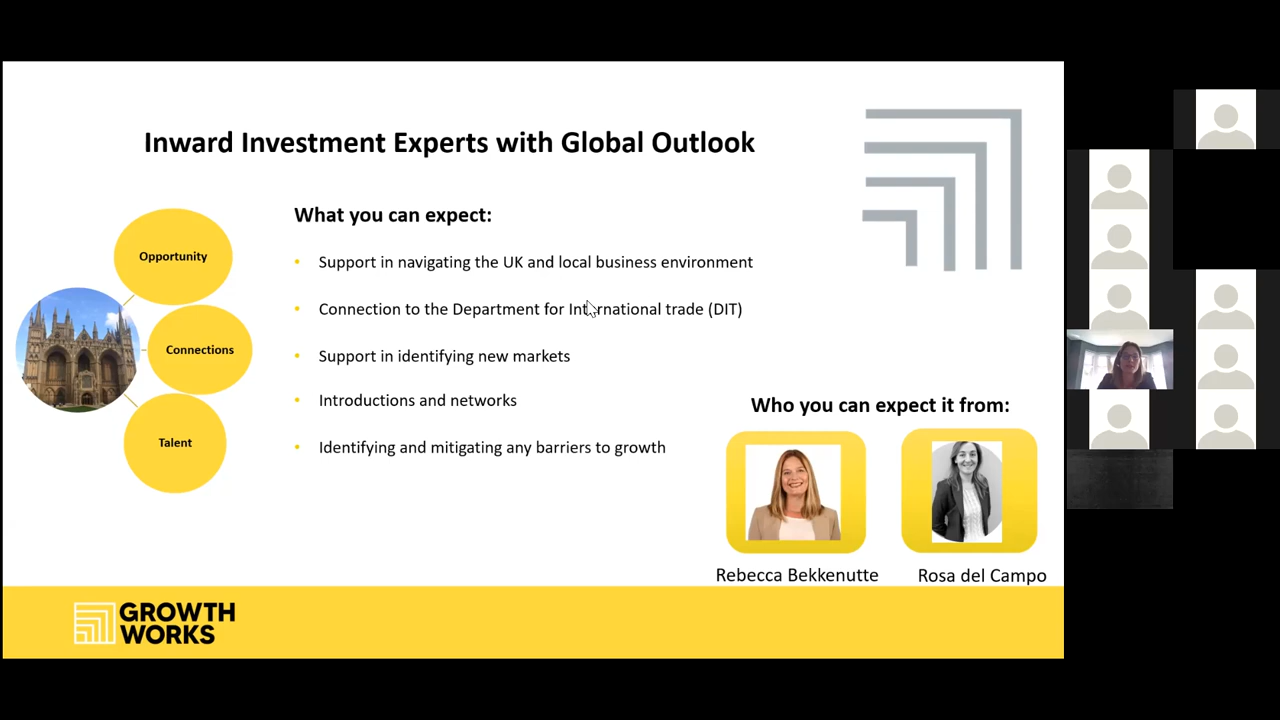 Inward Investment Experts with Global Outlook
What you can expect:
Opportunity
Connections
Talent
• Support in navigating the UK and local business environment
• Connection to the Department for International trade (DIT)
• Support in identifying new markets
• Introductions and networks
• Identifying and mitigating any barriers to growth
Who you can expect it from:
Rebecca Bekkenutte
Rosa del Campo
GROWTH
WORKS